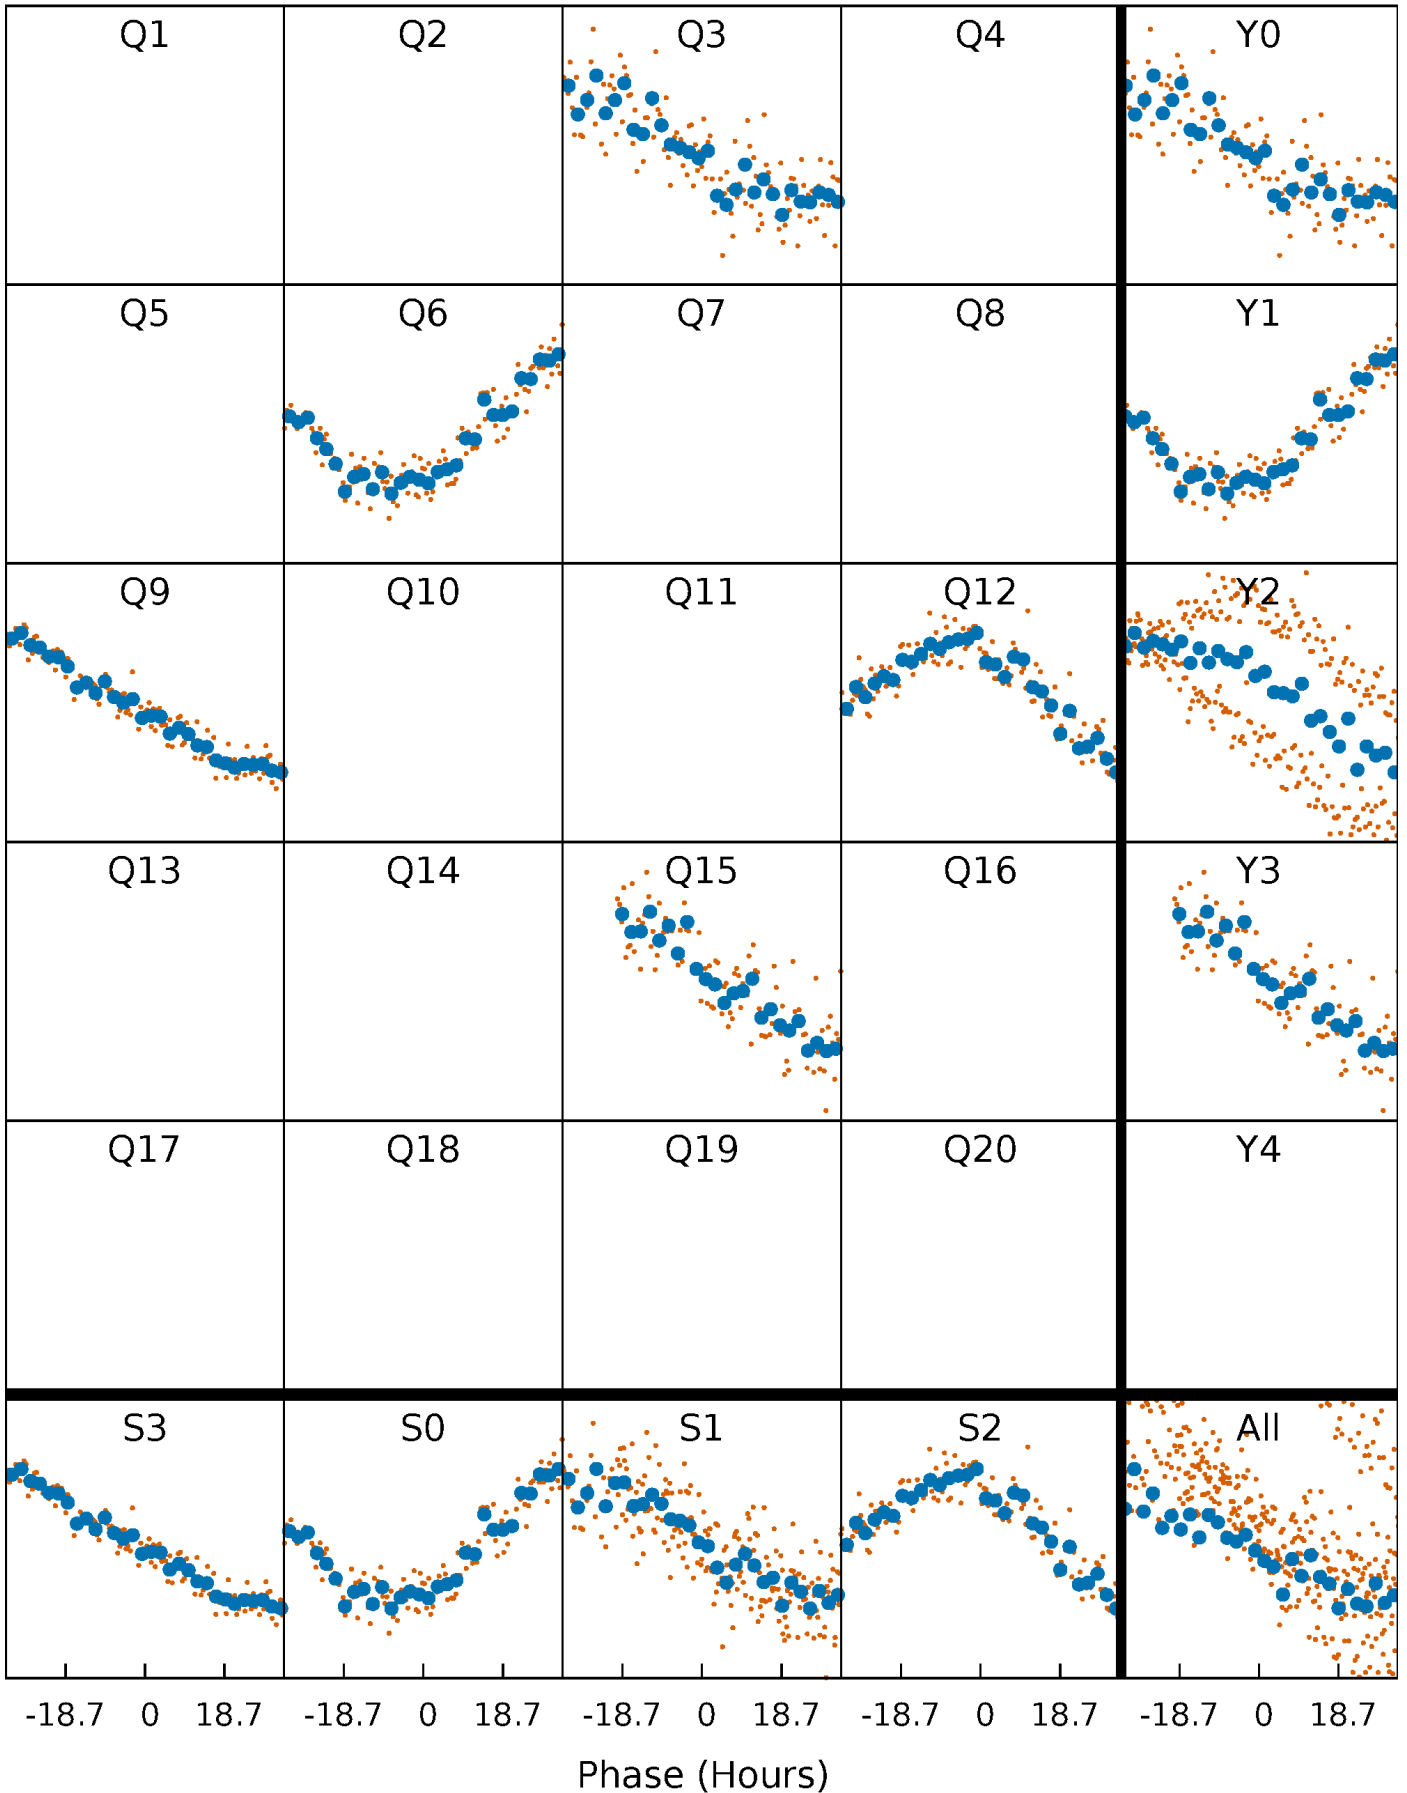 Q1 Q2 Q3 Q4 Y0
Q5 Q6 Q7 Q8 Y1
Q9 Q10 Q11 Q12 Y2
Q13 Q14 Q15 Q16 Y3
Q17 Q18 Q19 Q20 Y4
S3 S0 S1 S2 All
-18.7 0 18.7 -18.7 0 18.7 -18.7 0 18.7 -18.7 0 18.7 -18.7 0 18.7
Phase (Hours)